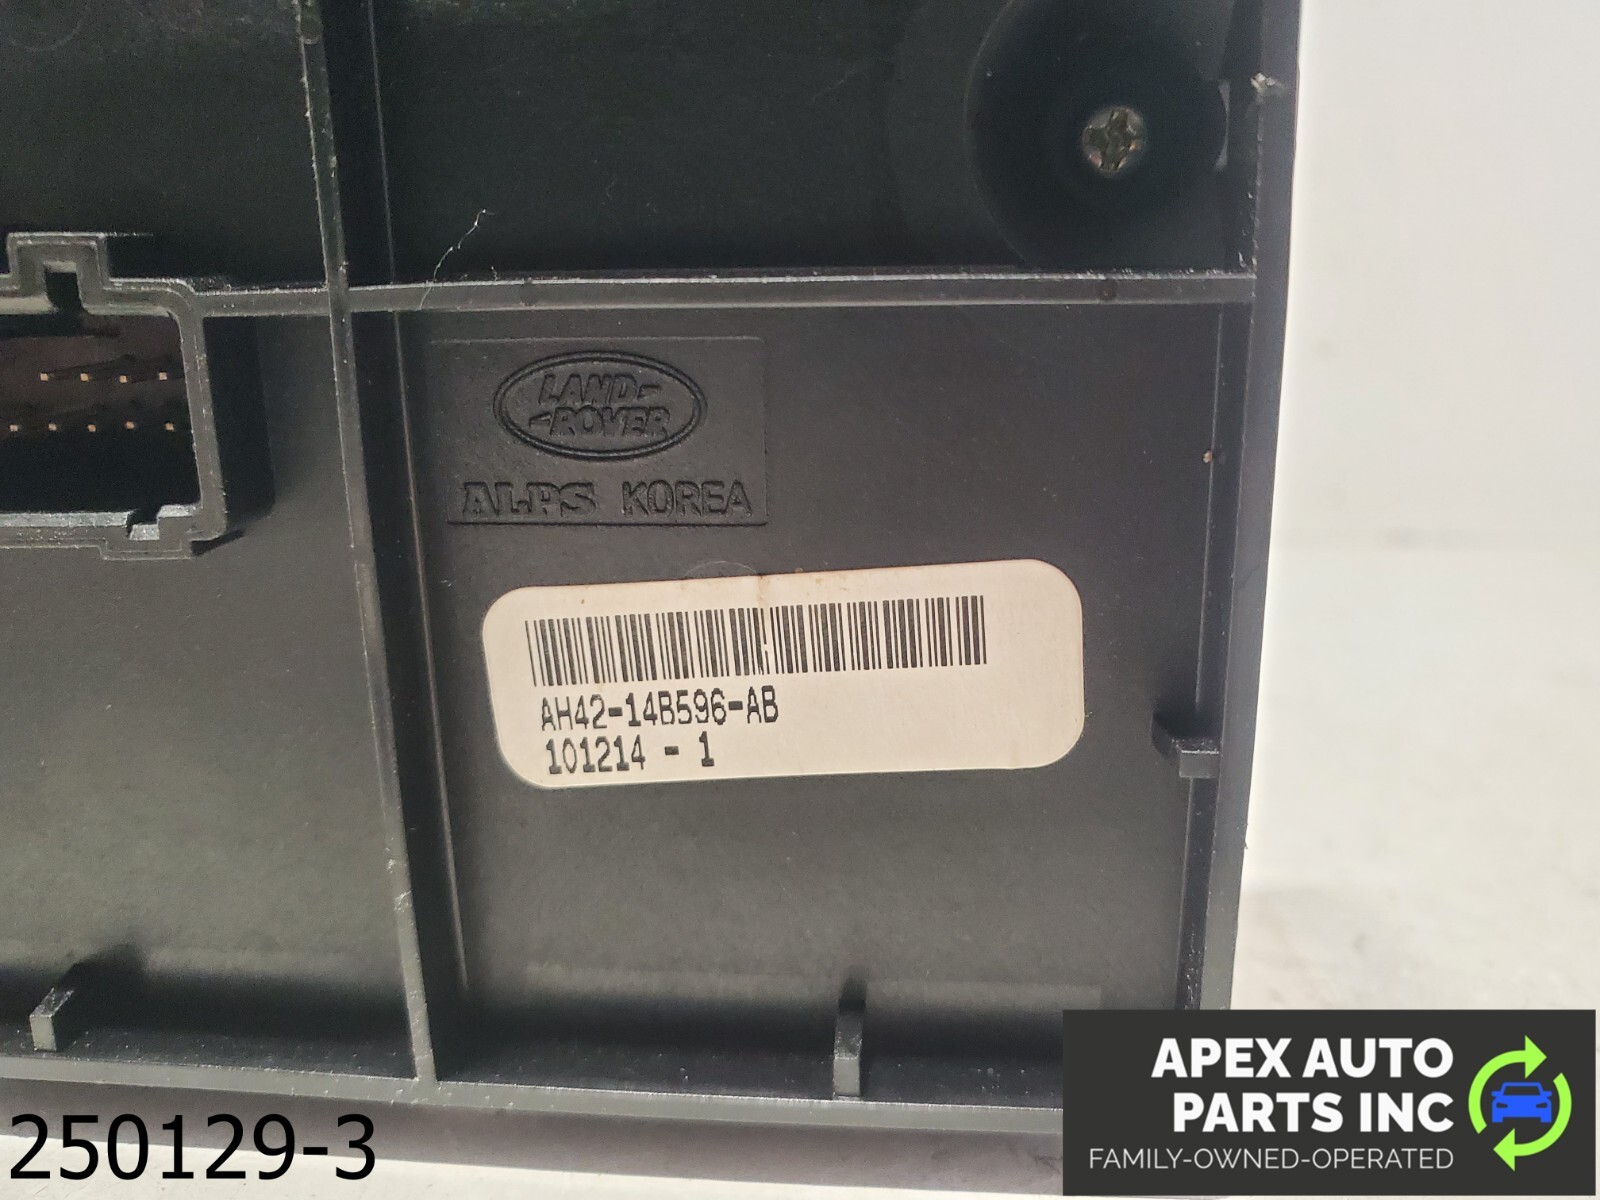 LAND-
-ROVER
ALPS KOREA
AH42-14B596-AB
101214 - 1
250129-3
APEX AUTO
PARTS INC
FAMILY-OWNED-OPERATED